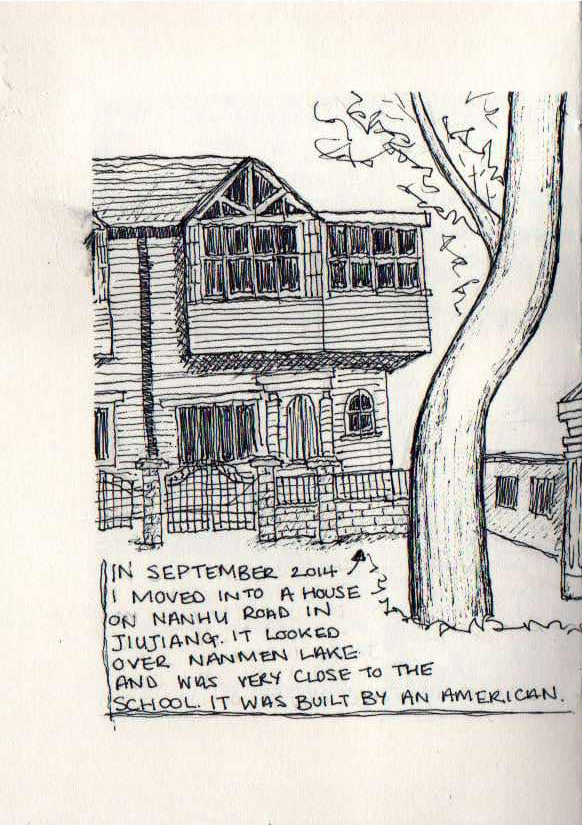 IN SEPTEMBER 2014
I MOVED INTO A HOUSE
ON NANHU ROAD IN
JIUJIANG. IT LOOKED
OVER NANMEN LAKE
AND WAS VERY CLOSE TO THE
SCHOOL. IT WAS BUILT BY AN AMERICAN.